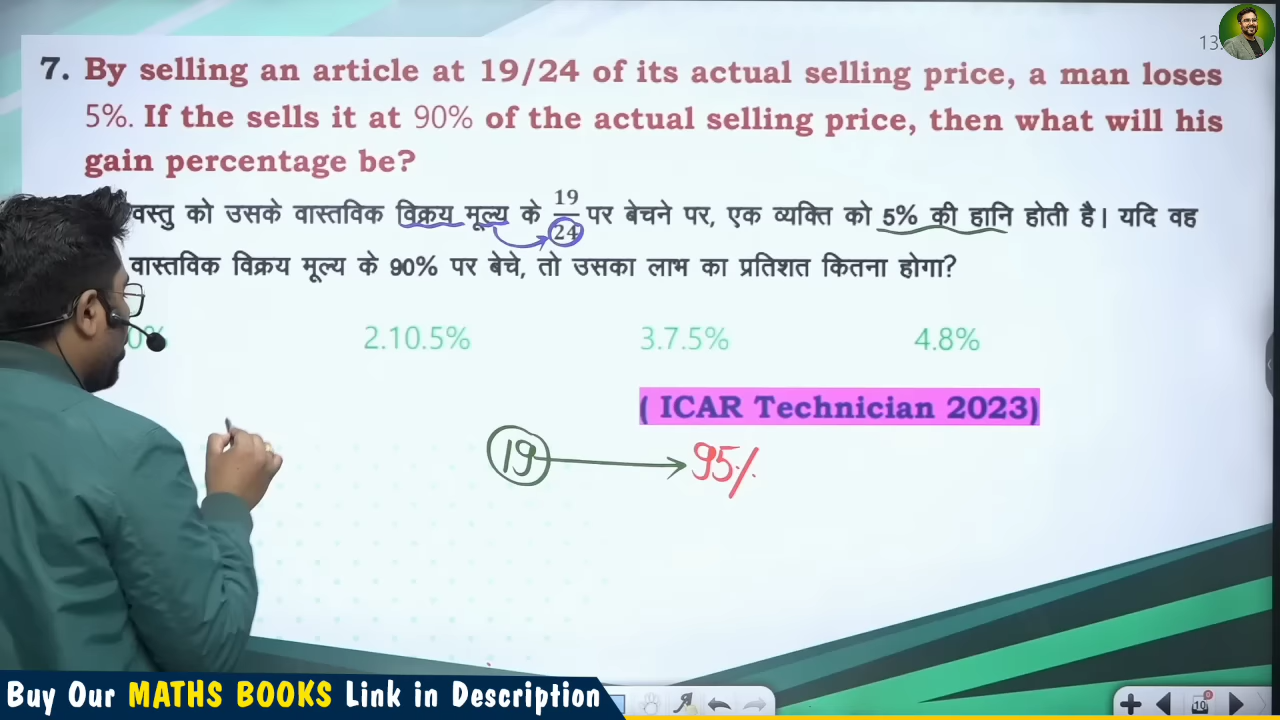 13
7. By selling an article at 19/24 of its actual selling price, a man loses
5%. If the sells it at 90% of the actual selling price, then what will his
gain percentage be?
वस्तु को उसके वास्तविक विक्रय मूल्य के 19/24 पर बेचने पर, एक व्यक्ति को 5% की हानि होती है। यदि वह
वास्तविक विक्रय मूल्य के 90% पर बेचे, तो उसका लाभ का प्रतिशत कितना होगा?
0% 2.10.5% 3.7.5% 4.8%
( ICAR Technician 2023)
19 95%
Buy Our MATHS BOOKS Link in Description
10